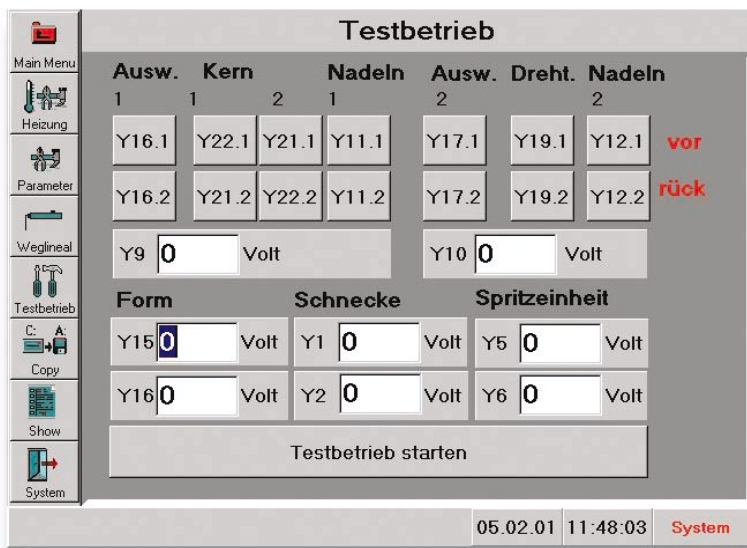 Testbetrieb
Main Menu
Heizung
Parameter
Weglineal
Testbetrieb
C: A:
Copy
Show
System
Ausw. Kern Nadeln Ausw. Dreht. Nadeln
1 1 2 1 2 2
Y16.1 Y22.1 Y21.1 Y11.1 Y17.1 Y19.1 Y12.1 vor
Y16.2 Y21.2 Y22.2 Y11.2 Y17.2 Y19.2 Y12.2 rück
Y9 0 Volt Y10 0 Volt
Form Schnecke Spritzeinheit
Y15 0 Volt Y1 0 Volt Y5 0 Volt
Y16 0 Volt Y2 0 Volt Y6 0 Volt
Testbetrieb starten
05.02.01 11:48:03 System